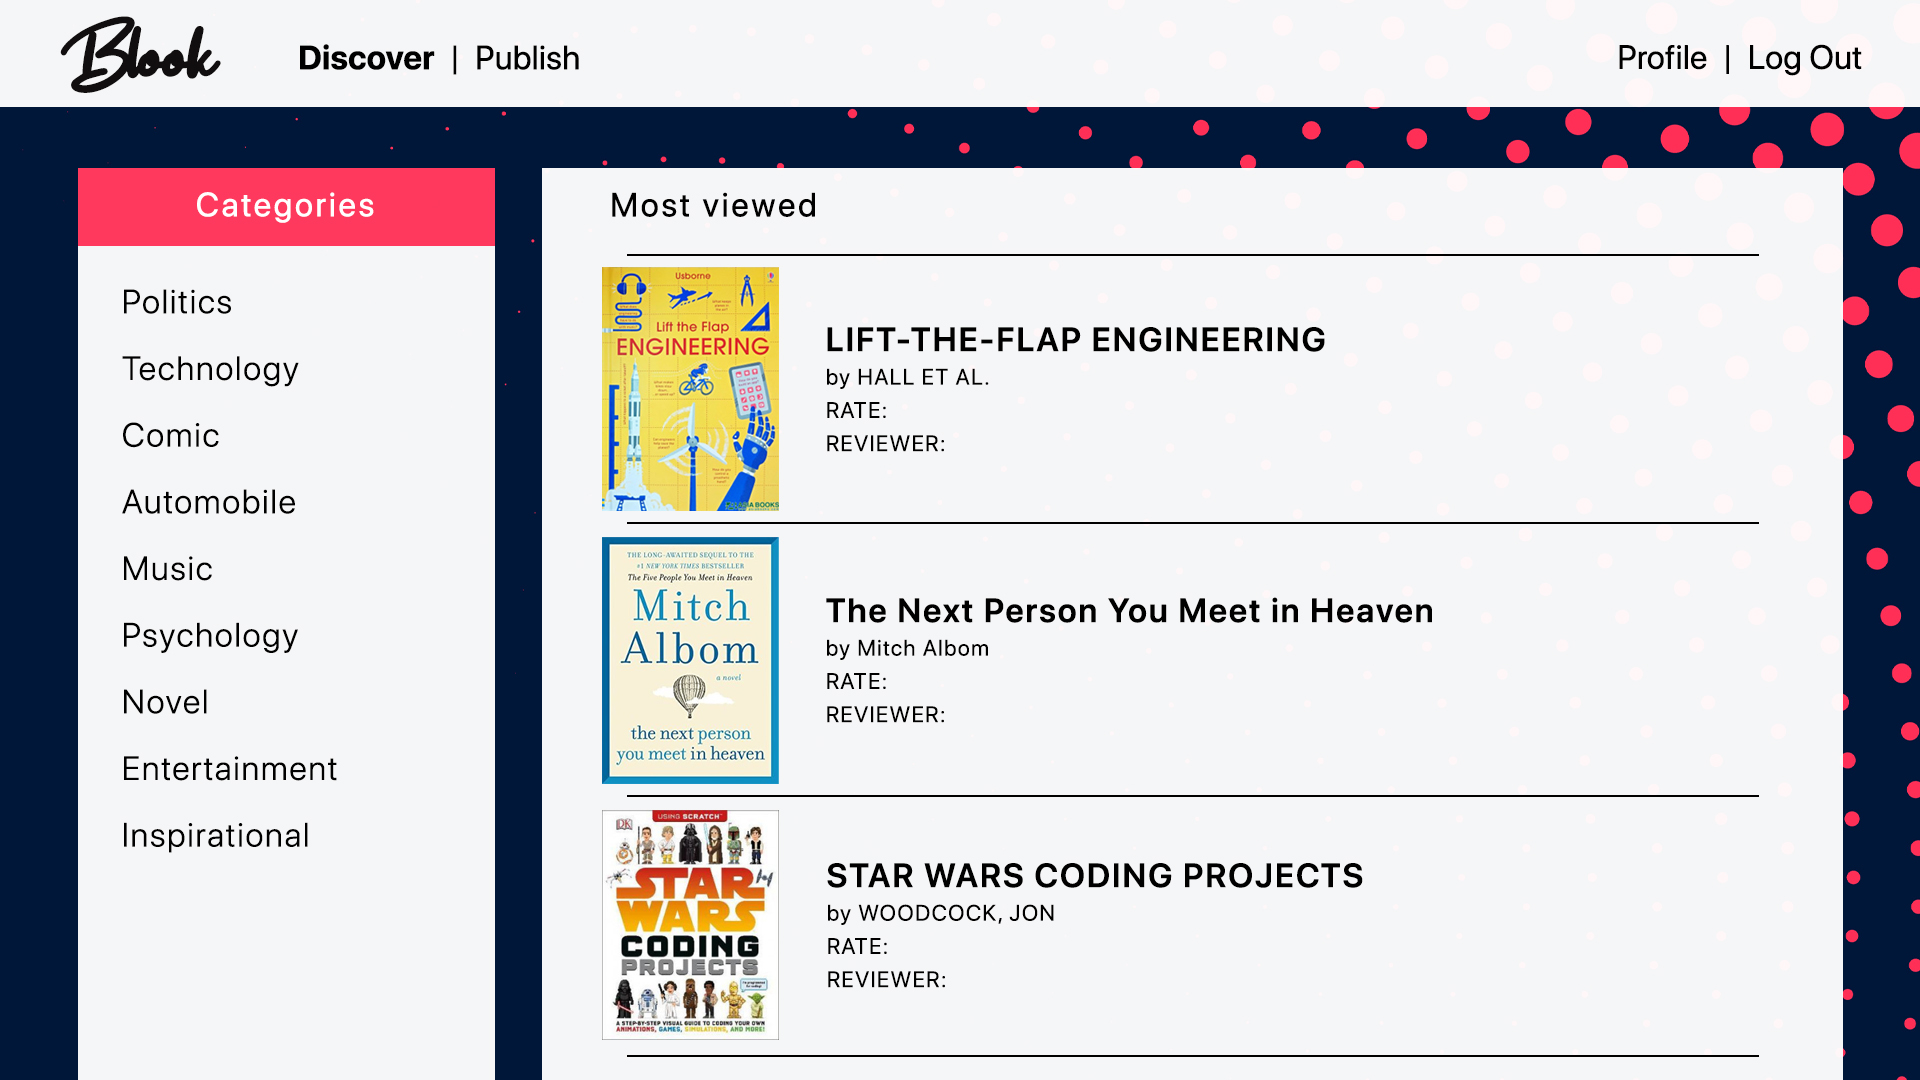 Blook
Discover | Publish
Profile | Log Out
Categories
Politics
Technology
Comic
Automobile
Music
Psychology
Novel
Entertainment
Inspirational
Most viewed
Usborne
Lift the Flap
ENGINEERING
LIFT-THE-FLAP ENGINEERING
by HALL ET AL.
RATE:
REVIEWER:
THE LONG-AWAITED SEQUEL TO THE
#1 NEW YORK TIMES BESTSELLER
The Five People You Meet in Heaven
Mitch
Albom
a novel
the next person
you meet in heaven
The Next Person You Meet in Heaven
by Mitch Albom
RATE:
REVIEWER:
USING SCRATCH
DK
STAR
WARS
CODING
PROJECTS
A STEP-BY-STEP VISUAL GUIDE TO CODING YOUR OWN
ANIMATIONS, GAMES, SIMULATIONS, AND MORE!
STAR WARS CODING PROJECTS
by WOODCOCK, JON
RATE:
REVIEWER: